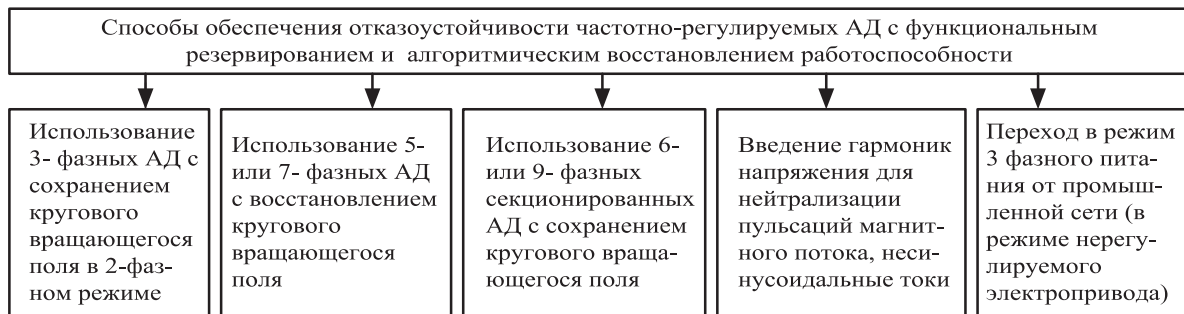 Способы обеспечения отказоустойчивости частотно-регулируемых АД с функциональным
резервированием и алгоритмическим восстановлением работоспособности
Использование
3- фазных АД с
сохранением
кругового
вращающегося
поля в 2-фаз-
ном режиме
Использование 5-
или 7- фазных АД
с восстановлением
кругового
вращающегося
поля
Использование 6-
или 9- фазных
секционированных
АД с сохранением
кругового враща-
ющегося поля
Введение гармоник
напряжения для
нейтрализации
пульсаций магнит-
ного потока, неси-
нусоидальные токи
Переход в режим
3 фазного пита-
ния от промыш-
ленной сети (в
режиме нерегу-
лируемого
электропривода)